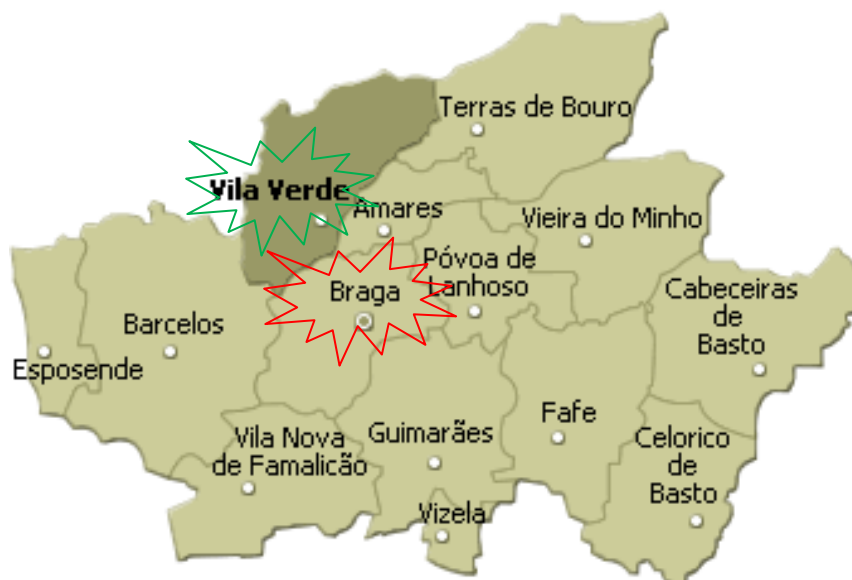 Terras de Bouro
Vila Verde
Amares
Vieira do Minho
Póvoa de
Lanhoso
Braga
Cabeceiras
de
Basto
Barcelos
Esposende
Fafe
Guimarães
Vila Nova
de Famalicão
Celorico
de
Basto
Vizela